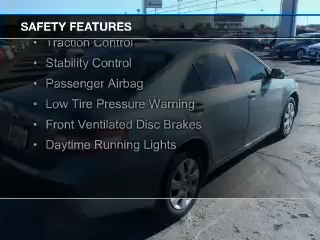 SAFETY FEATURES
• Traction Control
• Stability Control
• Passenger Airbag
• Low Tire Pressure Warning
• Front Ventilated Disc Brakes
• Daytime Running Lights